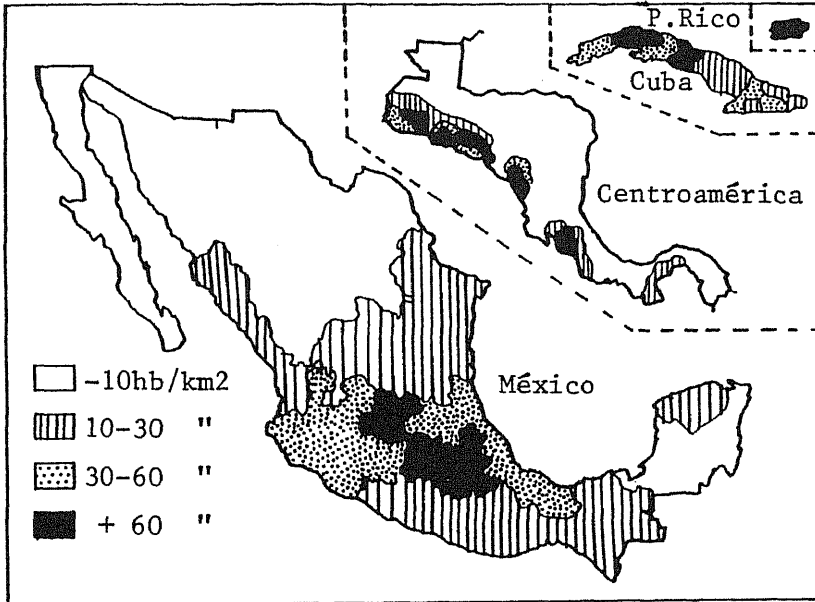 P.Rico
Cuba
Centroamérica
México
-10hb/km2
10-30 "
30-60 "
+ 60 "